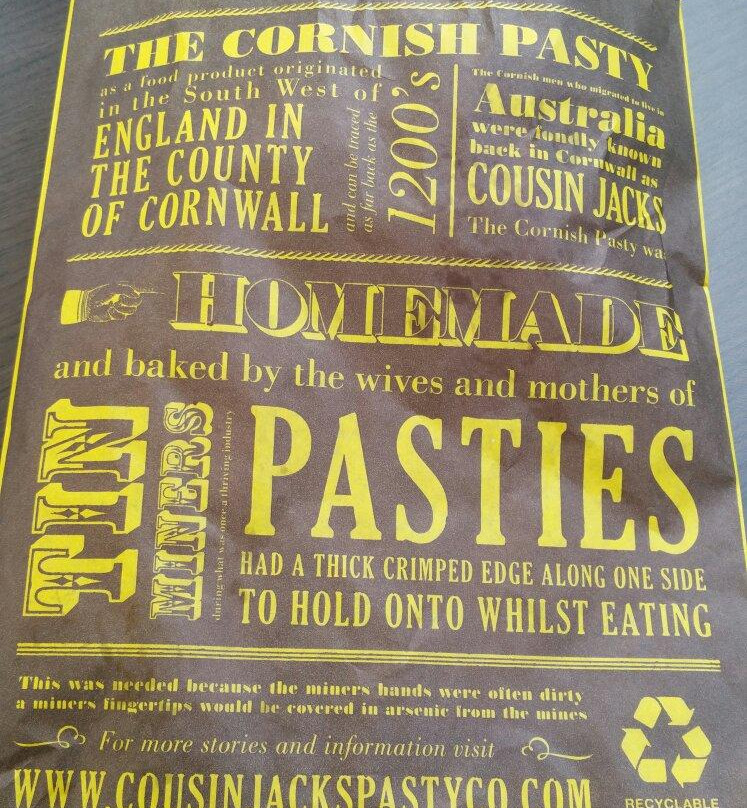 THE CORNISH PASTY
as a food product originated
in the South West of
ENGLAND IN
THE COUNTY
OF CORNWALL
and can be traced
as far back as the
1200's
The Cornish men who migrated to live in
Australia
were fondly known
back in Cornwall as
COUSIN JACKS
The Cornish Pasty wa
HOMEMADE
and baked by the wives and mothers of
TIN
MINERS
during what was once a thriving industry
PASTIES
HAD A THICK CRIMPED EDGE ALONG ONE SIDE
TO HOLD ONTO WHILST EATING
This was needed because the miners hands were often dirty
a miners fingertips would be covered in arsenic from the mines
For more stories and information visit
WWW.COUSINJACKSPASTYCO.COM
RECYCLABLE